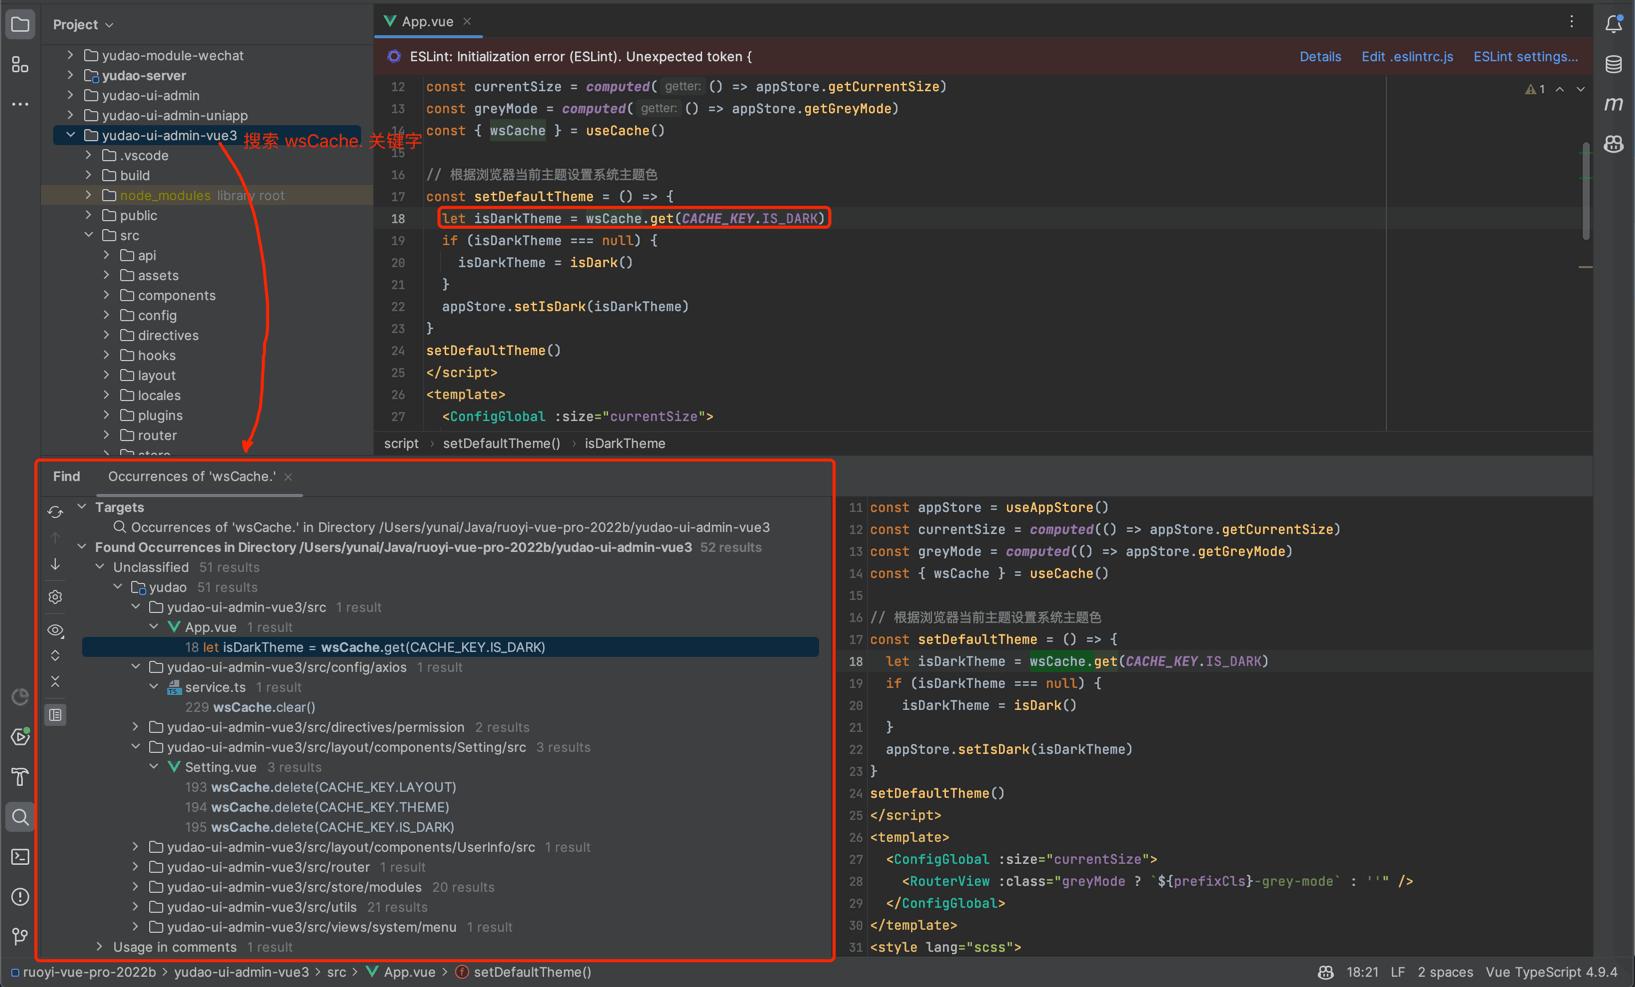 Project
App.vue
ESLint: Initialization error (ESLint). Unexpected token {
Details
Edit .eslintrc.js
ESLint settings...
yudao-module-wechat
yudao-server
yudao-ui-admin
yudao-ui-admin-uniapp
yudao-ui-admin-vue3
搜索 wsCache. 关键字
.vscode
build
node_modules library root
public
src
api
assets
components
config
directives
hooks
layout
locales
plugins
router
12 const currentSize = computed( getter: () => appStore.getCurrentSize)
13 const greyMode = computed( getter: () => appStore.getGreyMode)
14 const { wsCache } = useCache()
15
16 // 根据浏览器当前主题设置系统主题色
17 const setDefaultTheme = () => {
18 let isDarkTheme = wsCache.get(CACHE_KEY.IS_DARK)
19 if (isDarkTheme === null) {
20 isDarkTheme = isDark()
21 }
22 appStore.setIsDark(isDarkTheme)
23 }
24 setDefaultTheme()
25 </script>
26 <template>
27 <ConfigGlobal :size="currentSize">
1
script › setDefaultTheme() › isDarkTheme
Find
Occurrences of 'wsCache.'
Targets
Occurrences of 'wsCache.' in Directory /Users/yunai/Java/ruoyi-vue-pro-2022b/yudao-ui-admin-vue3
Found Occurrences in Directory /Users/yunai/Java/ruoyi-vue-pro-2022b/yudao-ui-admin-vue3 52 results
Unclassified 51 results
yudao 51 results
yudao-ui-admin-vue3/src 1 result
App.vue 1 result
18 let isDarkTheme = wsCache.get(CACHE_KEY.IS_DARK)
yudao-ui-admin-vue3/src/config/axios 1 result
service.ts 1 result
229 wsCache.clear()
yudao-ui-admin-vue3/src/directives/permission 2 results
yudao-ui-admin-vue3/src/layout/components/Setting/src 3 results
Setting.vue 3 results
193 wsCache.delete(CACHE_KEY.LAYOUT)
194 wsCache.delete(CACHE_KEY.THEME)
195 wsCache.delete(CACHE_KEY.IS_DARK)
yudao-ui-admin-vue3/src/layout/components/UserInfo/src 1 result
yudao-ui-admin-vue3/src/router 1 result
yudao-ui-admin-vue3/src/store/modules 20 results
yudao-ui-admin-vue3/src/utils 21 results
yudao-ui-admin-vue3/src/views/system/menu 1 result
Usage in comments 1 result
11 const appStore = useAppStore()
12 const currentSize = computed(() => appStore.getCurrentSize)
13 const greyMode = computed(() => appStore.getGreyMode)
14 const { wsCache } = useCache()
15
16 // 根据浏览器当前主题设置系统主题色
17 const setDefaultTheme = () => {
18 let isDarkTheme = wsCache.get(CACHE_KEY.IS_DARK)
19 if (isDarkTheme === null) {
20 isDarkTheme = isDark()
21 }
22 appStore.setIsDark(isDarkTheme)
23 }
24 setDefaultTheme()
25 </script>
26 <template>
27 <ConfigGlobal :size="currentSize">
28 <RouterView :class="greyMode ? `${prefixCls}-grey-mode` : ''" />
29 </ConfigGlobal>
30 </template>
31 <style lang="scss">
ruoyi-vue-pro-2022b › yudao-ui-admin-vue3 › src › App.vue › setDefaultTheme()
18:21 LF 2 spaces Vue TypeScript 4.9.4